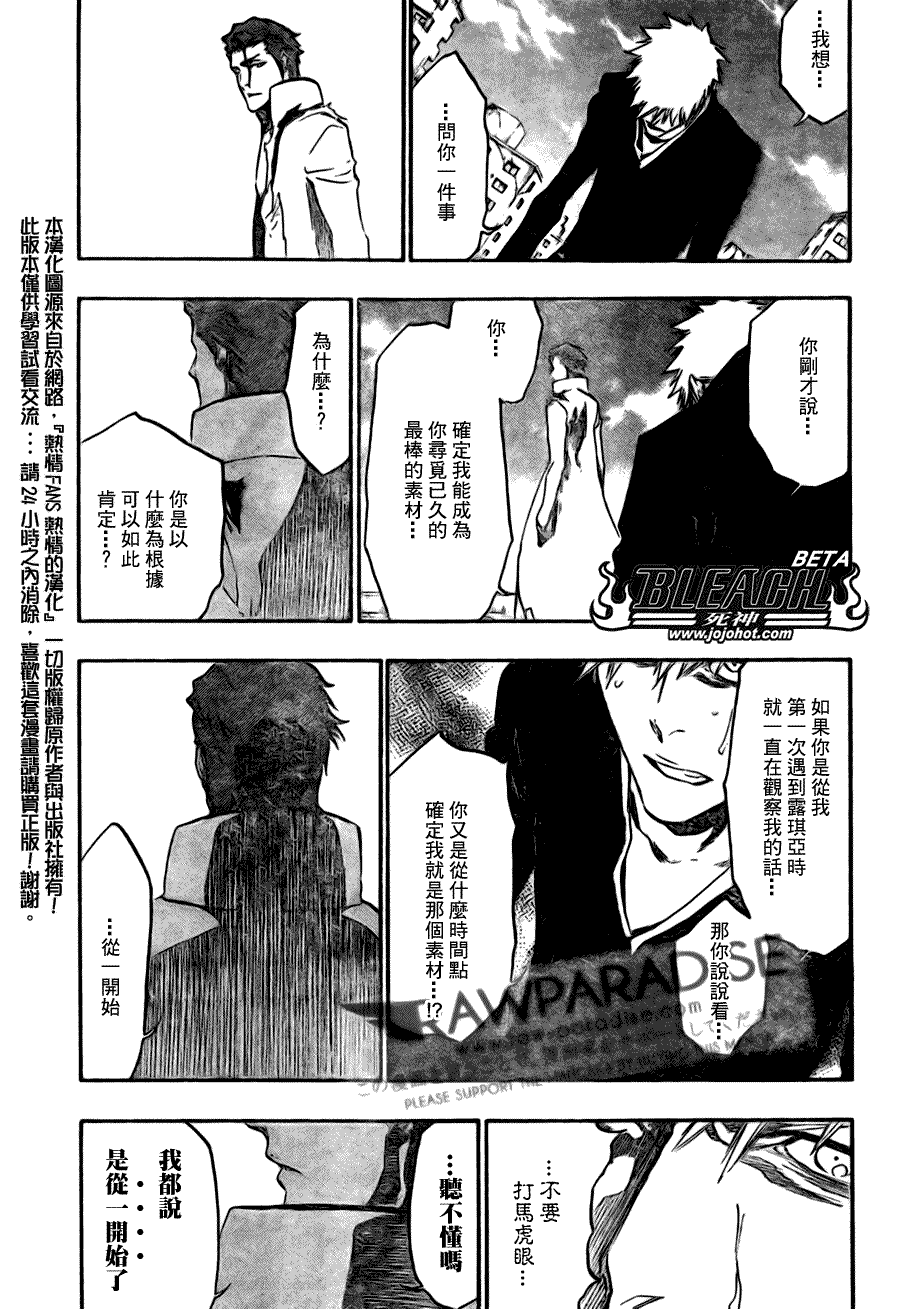 …我想…
…問你一件事
你剛才說…
你…
確定我能成為
你尋覓已久的
最棒的素材…
為什麼…?
你是以
什麼為根據
可以如此
肯定…?
BETA
BLEACH
死神
www.jojohot.com
如果你是從我
第一次遇到露琪亞時
就一直在觀察我的話…
那你說說看…
你又是從什麼時間點
確定我就是那個素材…!?
…從一開始
RAWPARADISE
PLEASE SUPPORT THE
…不要
打馬虎眼…
…聽不懂嗎
我都說
是從一開始了
本漢化圖源來自於網路,『熱情 FANS 熱情的漢化』一切版權歸原作者與出版社擁有!
此版本僅供學習試看交流… 請 24 小時之內消除,喜歡這套漫畫請購買正版!謝謝。